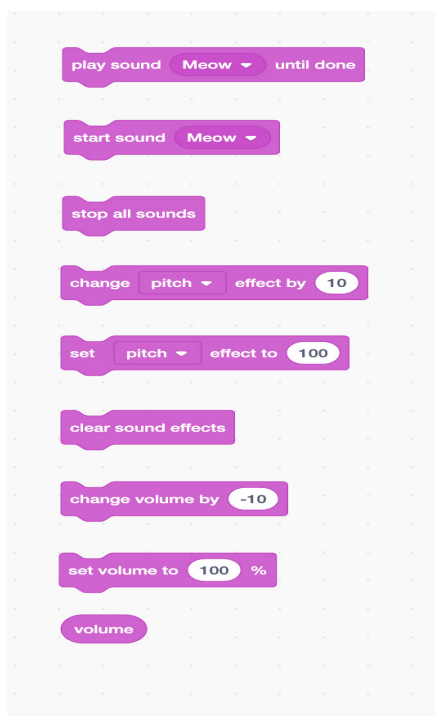 play sound Meow until done
start sound Meow
stop all sounds
change pitch effect by 10
set pitch effect to 100
clear sound effects
change volume by -10
set volume to 100 %
volume